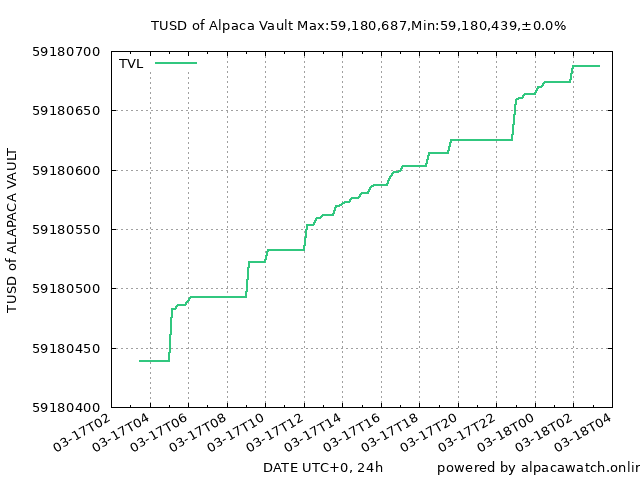 TUSD of Alpaca Vault Max:59,180,687,Min:59,180,439,±0.0%
TVL
59180700
59180650
59180600
59180550
59180500
59180450
59180400
TUSD of ALAPACA VAULT
03-17T02
03-17T04
03-17T06
03-17T08
03-17T10
03-17T12
03-17T14
03-17T16
03-17T18
03-17T20
03-17T22
03-18T00
03-18T02
03-18T04
DATE UTC+0, 24h
powered by alpacawatch.onlin